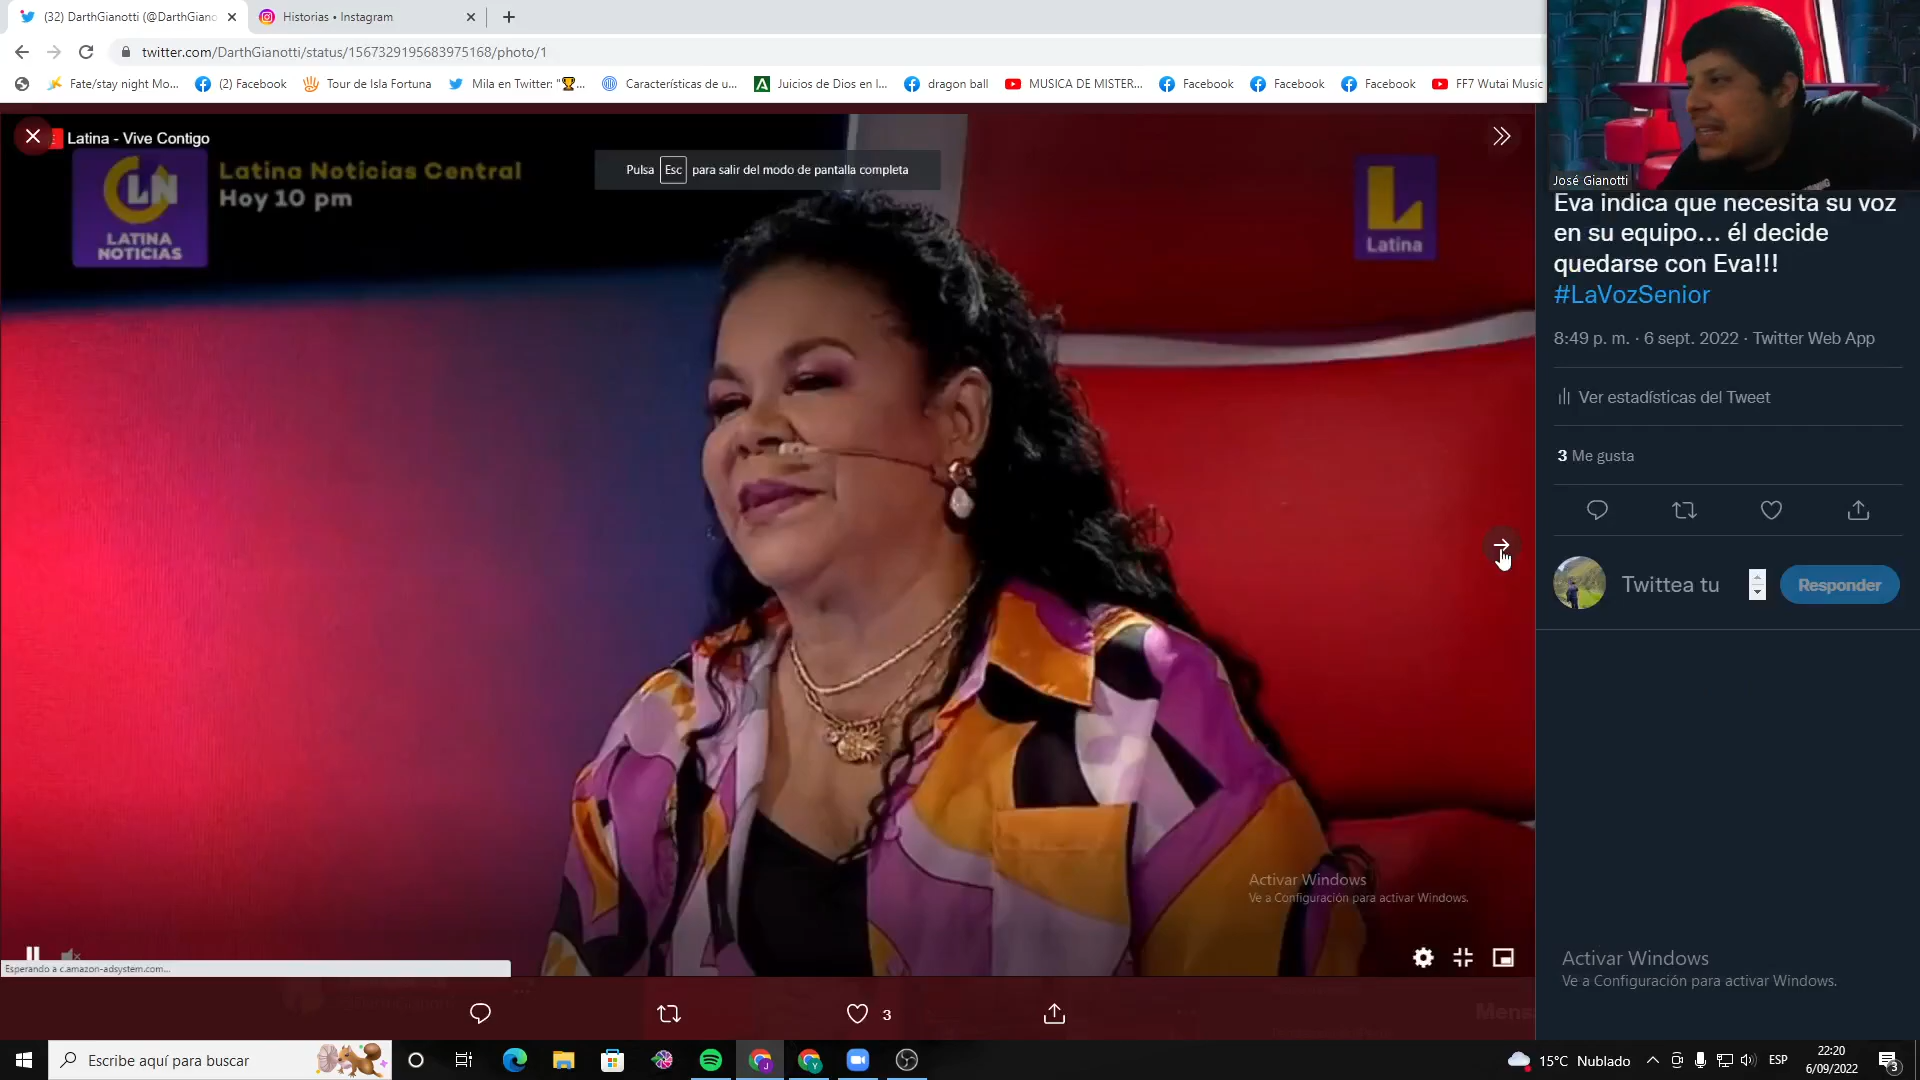 (32) DarthGianotti (@DarthGiano
Historias • Instagram
twitter.com/DarthGianotti/status/1567329195683975168/photo/1
Fate/stay night Mo...
(2) Facebook
Tour de Isla Fortuna
Mila en Twitter: "🏆...
Características de u...
Juicios de Dios en l...
dragon ball
MUSICA DE MISTER...
Facebook
Facebook
Facebook
FF7 Wutai Music
Latina - Vive Contigo
LN
LATINA
NOTICIAS
Latina Noticias Central
Hoy 10 pm
Pulsa Esc para salir del modo de pantalla completa
Latina
José Gianotti
Eva indica que necesita su voz
en su equipo... él decide
quedarse con Eva!!!
#LaVozSenior
8:49 p. m. · 6 sept. 2022 · Twitter Web App
Ver estadísticas del Tweet
3 Me gusta
Twittea tu
Responder
Activar Windows
Ve a Configuración para activar Windows.
Activar Windows
Ve a Configuración para activar Windows.
Esperando a c.amazon-adsystem.com...
3
Escribe aquí para buscar
15°C Nublado
ESP
22:20
6/09/2022
3